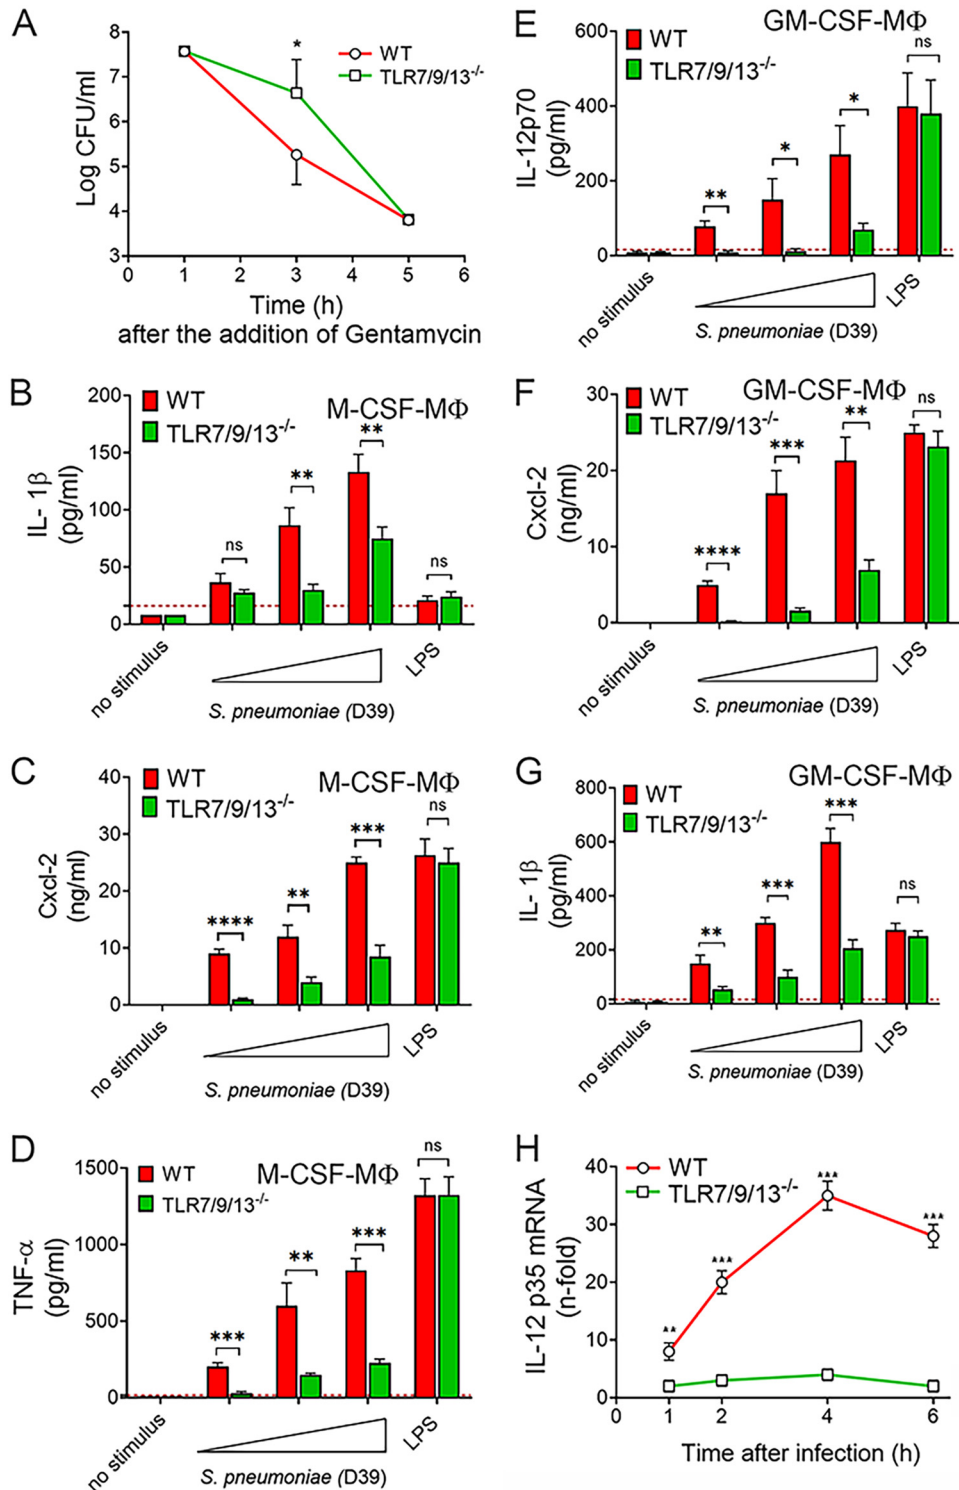 A
8
7
6
5
4
3
Log CFU/ml
*
WT
TLR7/9/13-/-
0 1 2 3 4 5 6
Time (h)
after the addition of Gentamycin
B
WT
TLR7/9/13-/-
M-CSF-MΦ
200
150
100
50
0
IL- 1β
(pg/ml)
ns
**
**
ns
no stimulus
S. pneumoniae (D39)
LPS
C
WT
TLR7/9/13-/-
M-CSF-MΦ
40
30
20
10
0
Cxcl-2
(ng/ml)
****
**
***
ns
no stimulus
S. pneumoniae (D39)
LPS
D
WT
TLR7/9/13-/-
M-CSF-MΦ
1500
1000
500
0
TNF-α
(pg/ml)
***
**
***
ns
no stimulus
S. pneumoniae (D39)
LPS
E
GM-CSF-MΦ
WT
TLR7/9/13-/-
600
400
200
0
IL-12p70
(pg/ml)
**
*
*
ns
no stimulus
S. pneumoniae (D39)
LPS
F
GM-CSF-MΦ
WT
TLR7/9/13-/-
30
20
10
0
Cxcl-2
(ng/ml)
****
***
**
ns
no stimulus
S. pneumoniae (D39)
LPS
G
GM-CSF-MΦ
WT
TLR7/9/13-/-
800
600
400
200
0
IL- 1β
(pg/ml)
**
***
***
ns
no stimulus
S. pneumoniae (D39)
LPS
H
WT
TLR7/9/13-/-
40
30
20
10
0
IL-12 p35 mRNA
(n-fold)
**
***
***
***
0 1 2 4 6
Time after infection (h)